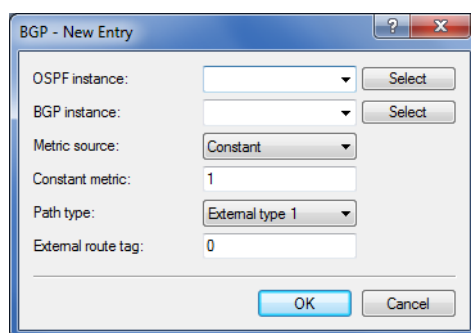 BGP - New Entry
?
X
OSPF instance: Select
BGP instance: Select
Metric source: Constant
Constant metric: 1
Path type: External type 1
External route tag: 0
OK Cancel